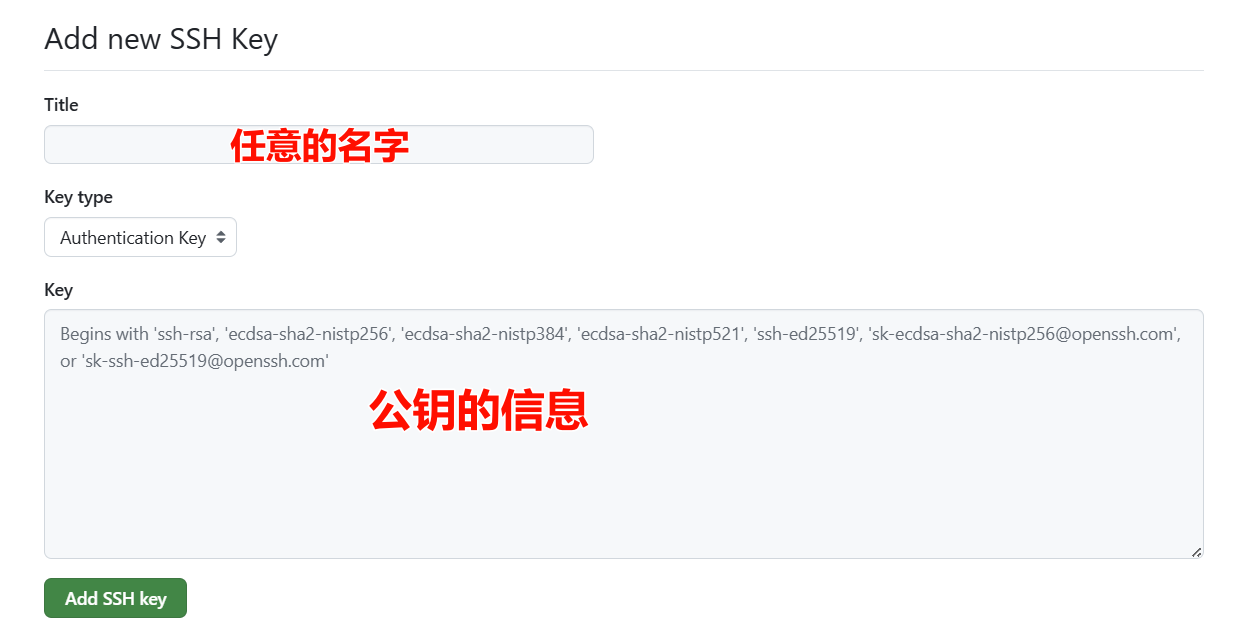 Add new SSH Key
Title
任意的名字
Key type
Authentication Key
Key
Begins with 'ssh-rsa', 'ecdsa-sha2-nistp256', 'ecdsa-sha2-nistp384', 'ecdsa-sha2-nistp521', 'ssh-ed25519', 'sk-ecdsa-sha2-nistp256@openssh.com',
or 'sk-ssh-ed25519@openssh.com'
公钥的信息
Add SSH key